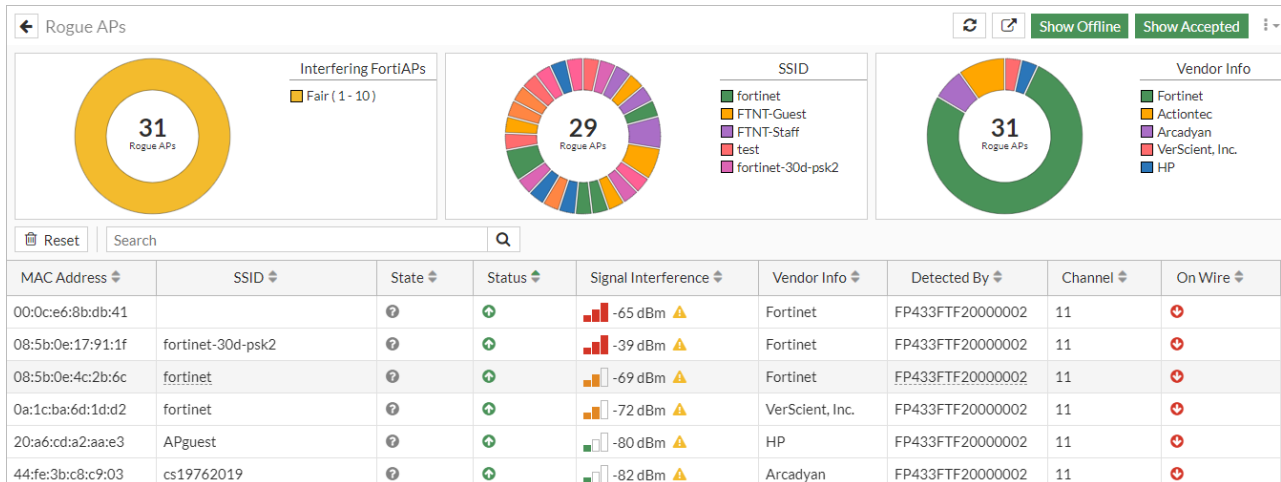 Rogue APs
Show Offline
Show Accepted
Interfering FortiAPs
Fair ( 1 - 10 )
31
Rogue APs
SSID
fortinet
FTNT-Guest
FTNT-Staff
test
fortinet-30d-psk2
29
Rogue APs
Vendor Info
Fortinet
Actiontec
Arcadyan
VerScient, Inc.
HP
31
Rogue APs
Reset
Search
MAC Address SSID State Status Signal Interference Vendor Info Detected By Channel On Wire
00:0c:e6:8b:db:41 -65 dBm Fortinet FP433FTF20000002 11
08:5b:0e:17:91:1f fortinet-30d-psk2 -39 dBm Fortinet FP433FTF20000002 11
08:5b:0e:4c:2b:6c fortinet -69 dBm Fortinet FP433FTF20000002 11
0a:1c:ba:6d:1d:d2 fortinet -72 dBm VerScient, Inc. FP433FTF20000002 11
20:a6:cd:a2:aa:e3 APguest -80 dBm HP FP433FTF20000002 11
44:fe:3b:c8:c9:03 cs19762019 -82 dBm Arcadyan FP433FTF20000002 11